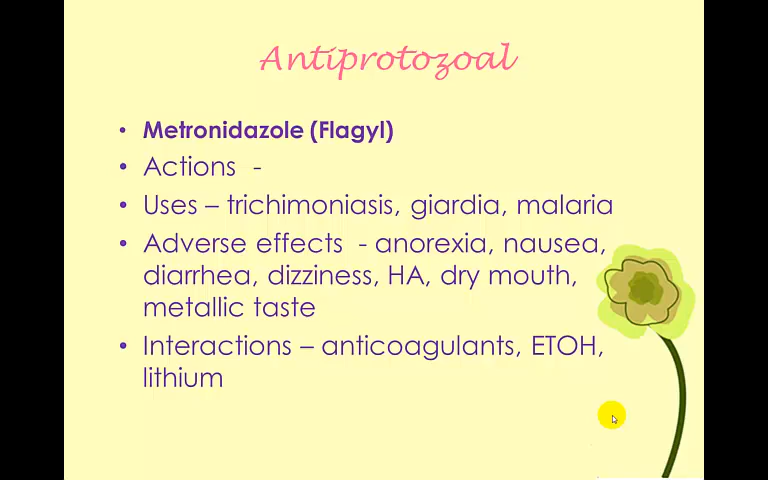 Antiprotozoal
• Metronidazole (Flagyl)
• Actions -
• Uses – trichimoniasis, giardia, malaria
• Adverse effects - anorexia, nausea,
diarrhea, dizziness, HA, dry mouth,
metallic taste
• Interactions – anticoagulants, ETOH,
lithium